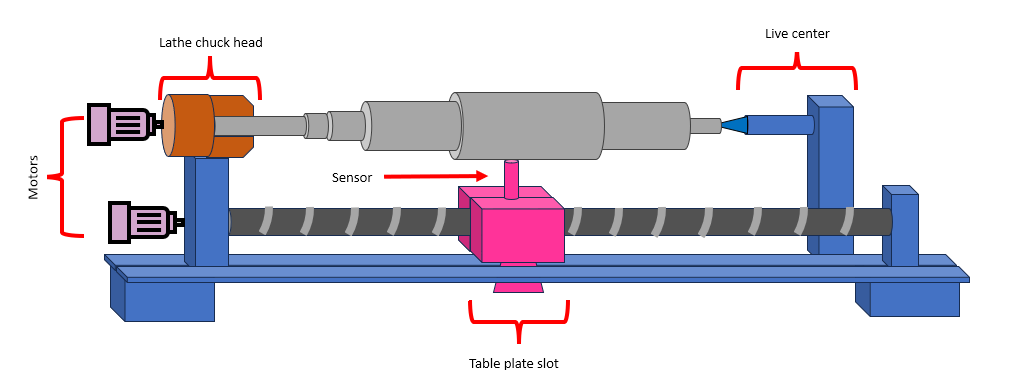 Lathe chuck head
Live center
Motors
Sensor
Table plate slot